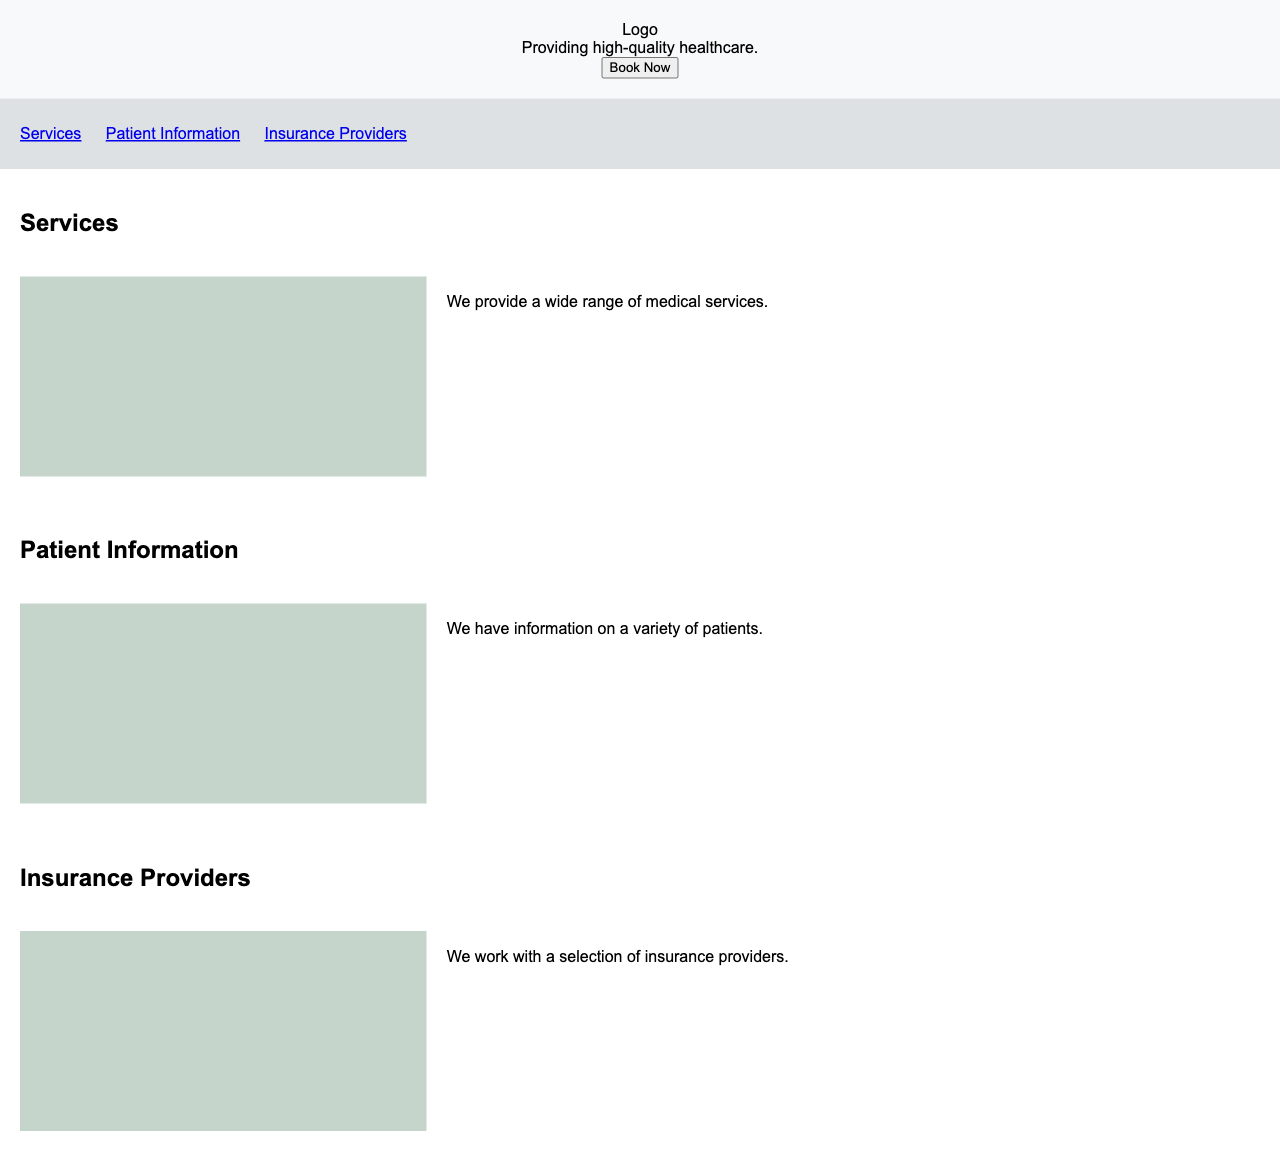 Logo
Providing high-quality healthcare.
Book Now
Services Patient Information Insurance Providers
Services
We provide a wide range of medical services.
Patient Information
We have information on a variety of patients.
Insurance Providers
We work with a selection of insurance providers.